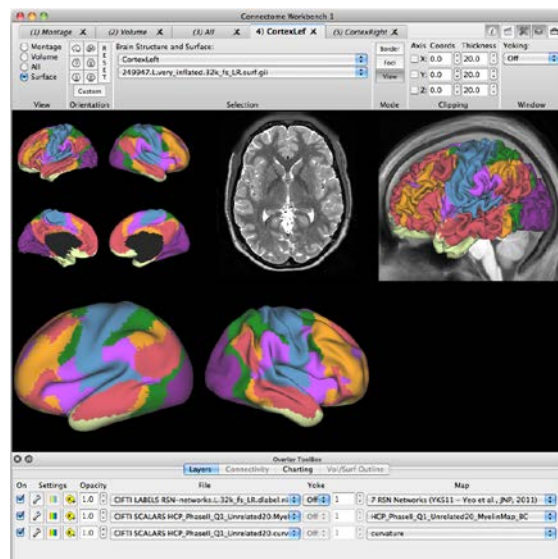 Connectome Workbench 1
(1) Montage X (2) Volume X (3) All X 4) CortexLef X (5) CortexRight X
Montage
Volume
All
Surface
RESET
Custom
View Orientation
Brain Structure and Surface:
CortexLeft
249947.L.very_inflated.32k_fs_LR.surf.gii
Selection
Border
Foci
View
Mode
Axis Coords Thickness
X: 0.0 20.0
Y: 0.0 20.0
Z: 0.0 20.0
Clipping
Yoking:
Off
Window
Overlay ToolBox
Layers Connectivity Charting Vol/Surf Outline
On Settings Opacity File Yoke Map
1.0 CIFTI LABELS RSN-networks.L.32k_fs_LR.dlabel.ni Off 1 7 RSN Networks (YKS11 - Yeo et al., JNP, 2011)
1.0 CIFTI SCALARS HCP_PhaseII_Q1_Unrelated20.Myel Off 1 HCP_PhaseII_Q1_Unrelated20_MyelinMap_BC
1.0 CIFTI SCALARS HCP_PhaseII_Q1_Unrelated20.curv Off 1 curvature